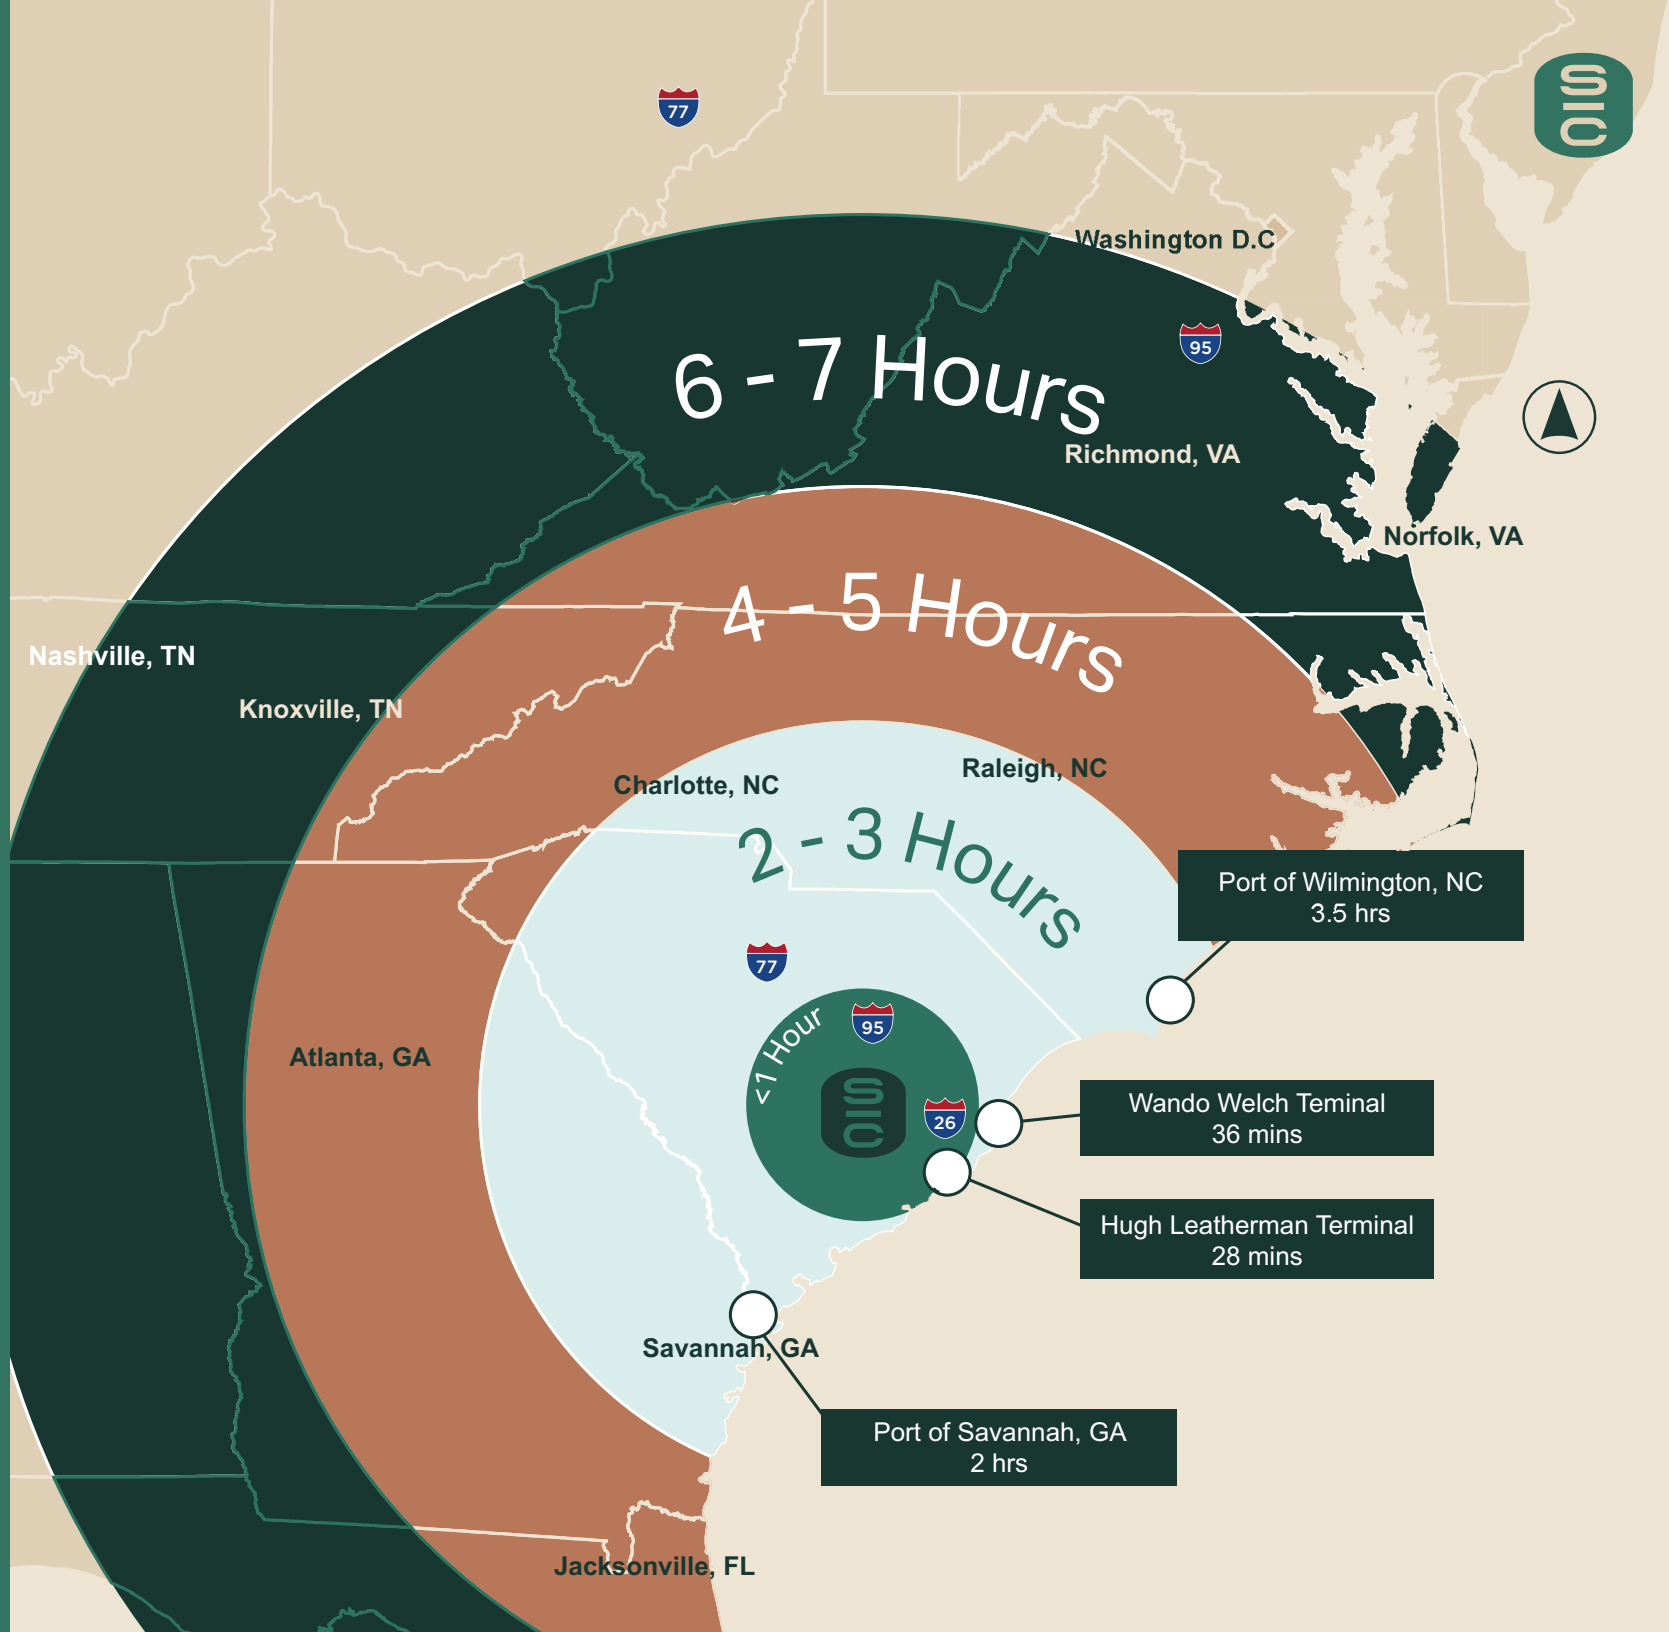 77
SIC
Washington D.C
95
6 - 7 Hours
Richmond, VA
Norfolk, VA
4 - 5 Hours
Nashville, TN
Knoxville, TN
Raleigh, NC
Charlotte, NC
2 - 3 Hours
Port of Wilmington, NC
3.5 hrs
77
<1 Hour
95
Atlanta, GA
SIC
26
Wando Welch Teminal
36 mins
Hugh Leatherman Terminal
28 mins
Savannah, GA
Port of Savannah, GA
2 hrs
Jacksonville, FL